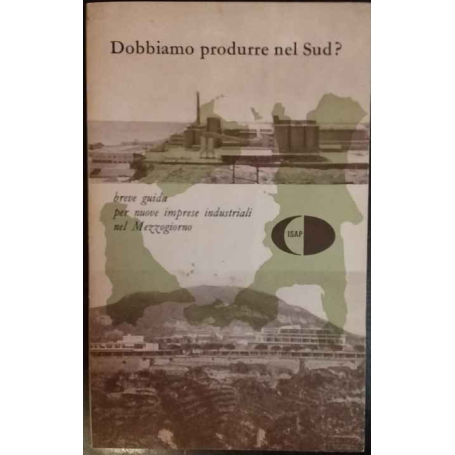 Dobbiamo produrre nel Sud?
breve guida
per nuove imprese industriali
nel Mezzogiorno
ISAP